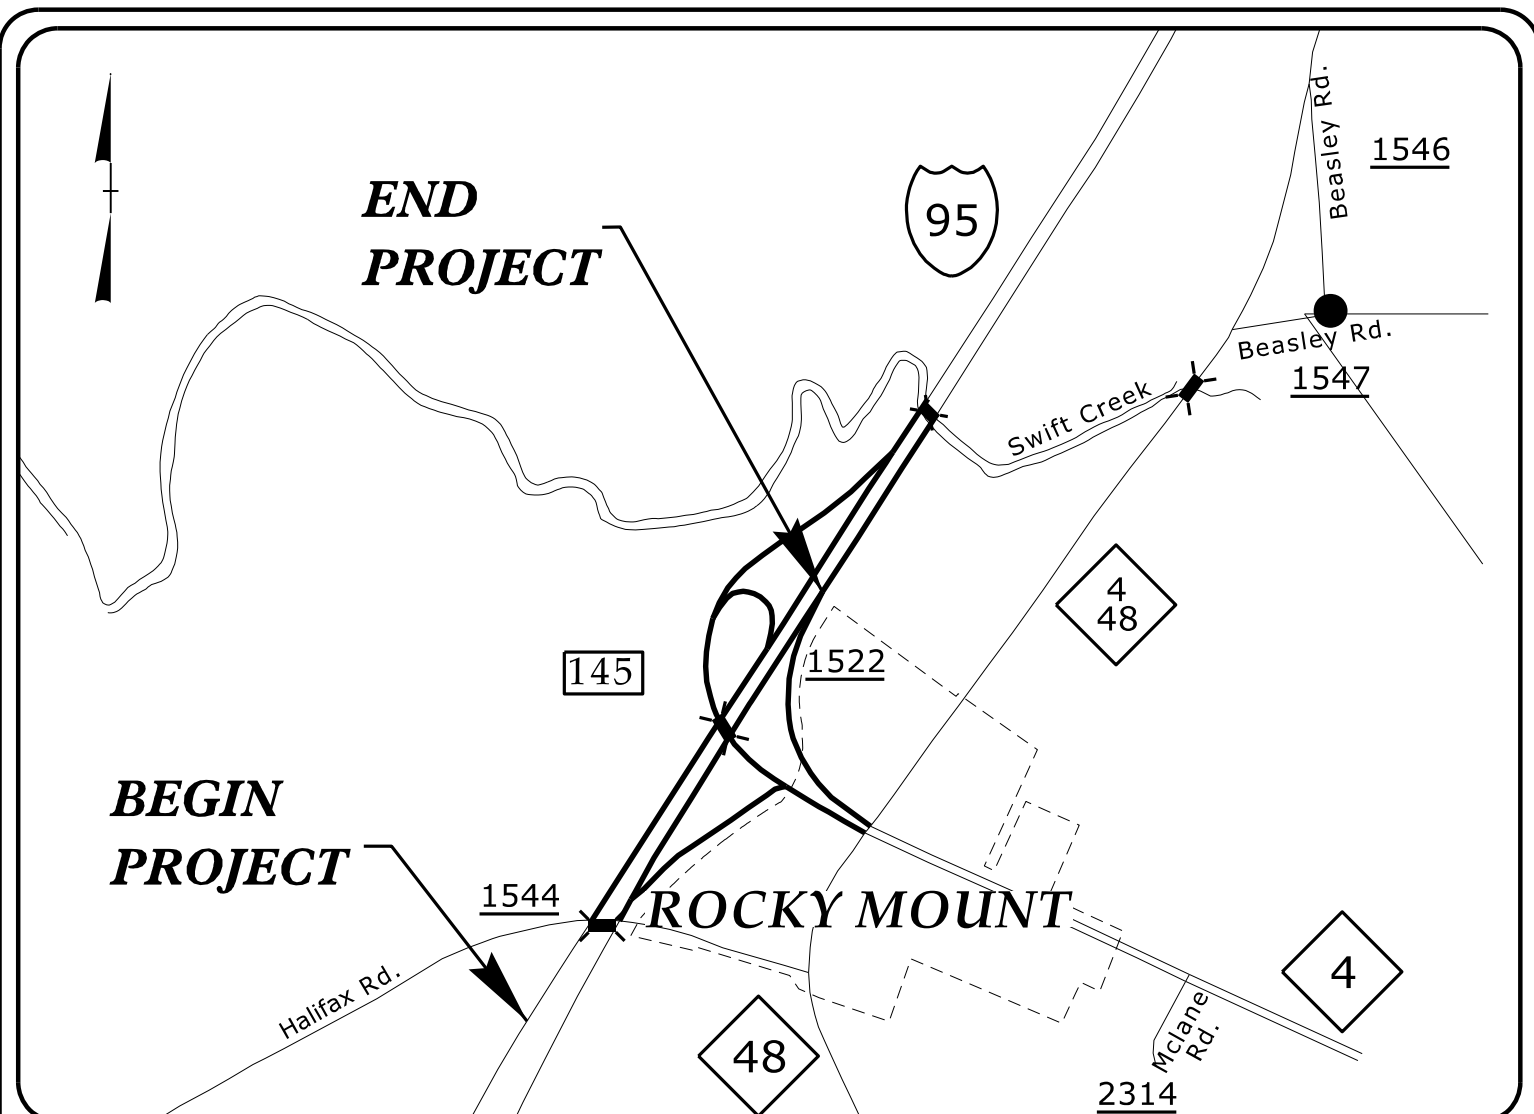 Beasley Rd.
1546
END
PROJECT
95
Beasley Rd.
1547
Swift Creek
4
48
145
1522
BEGIN
PROJECT
1544
ROCKY MOUNT
Halifax Rd.
4
48
Mclane
Rd.
2314